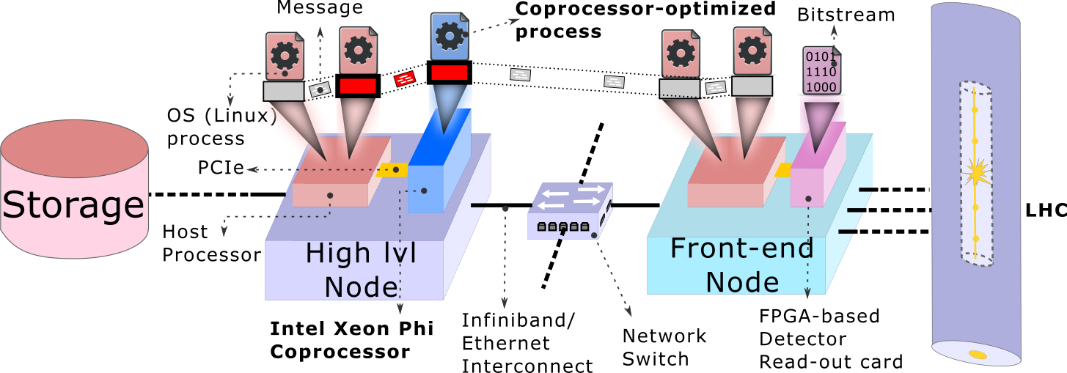 Message
Coprocessor-optimized
process
Bitstream
0101
1110
1000
OS (Linux)
process
PCIe
Storage
LHC
Host
Processor
High lvl
Node
Front-end
Node
Intel Xeon Phi
Coprocessor
Infiniband/
Ethernet
Interconnect
Network
Switch
FPGA-based
Detector
Read-out card